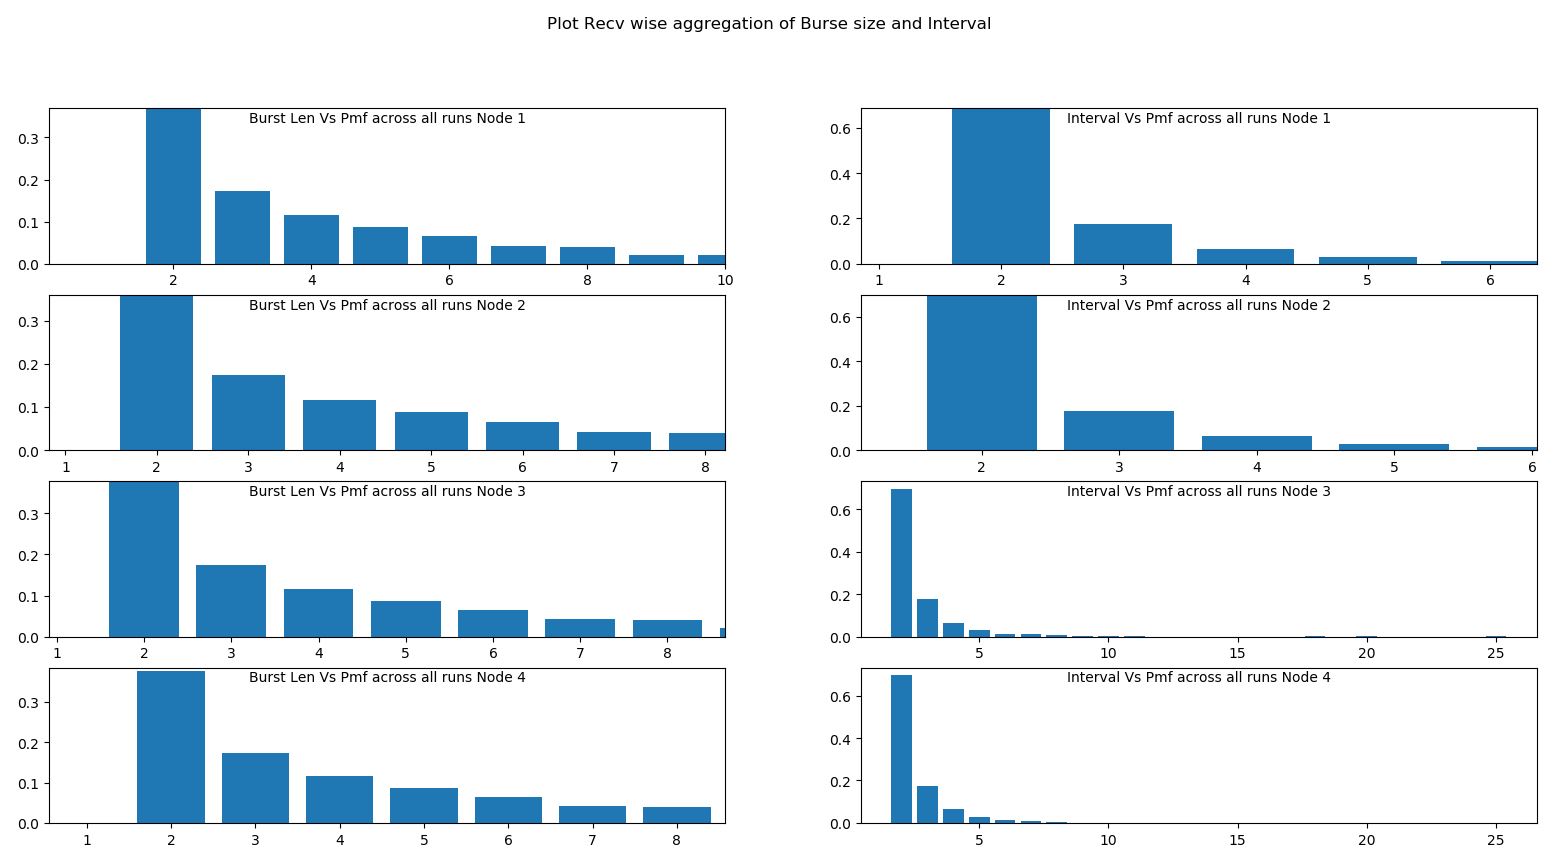 Plot Recv wise aggregation of Burse size and Interval
Burst Len Vs Pmf across all runs Node 1
0.3
0.2
0.1
0.0
2 4 6 8 10
Interval Vs Pmf across all runs Node 1
0.6
0.4
0.2
0.0
1 2 3 4 5 6
Burst Len Vs Pmf across all runs Node 2
0.3
0.2
0.1
0.0
1 2 3 4 5 6 7 8
Interval Vs Pmf across all runs Node 2
0.6
0.4
0.2
0.0
2 3 4 5 6
Burst Len Vs Pmf across all runs Node 3
0.3
0.2
0.1
0.0
1 2 3 4 5 6 7 8
Interval Vs Pmf across all runs Node 3
0.6
0.4
0.2
0.0
5 10 15 20 25
Burst Len Vs Pmf across all runs Node 4
0.3
0.2
0.1
0.0
1 2 3 4 5 6 7 8
Interval Vs Pmf across all runs Node 4
0.6
0.4
0.2
0.0
5 10 15 20 25